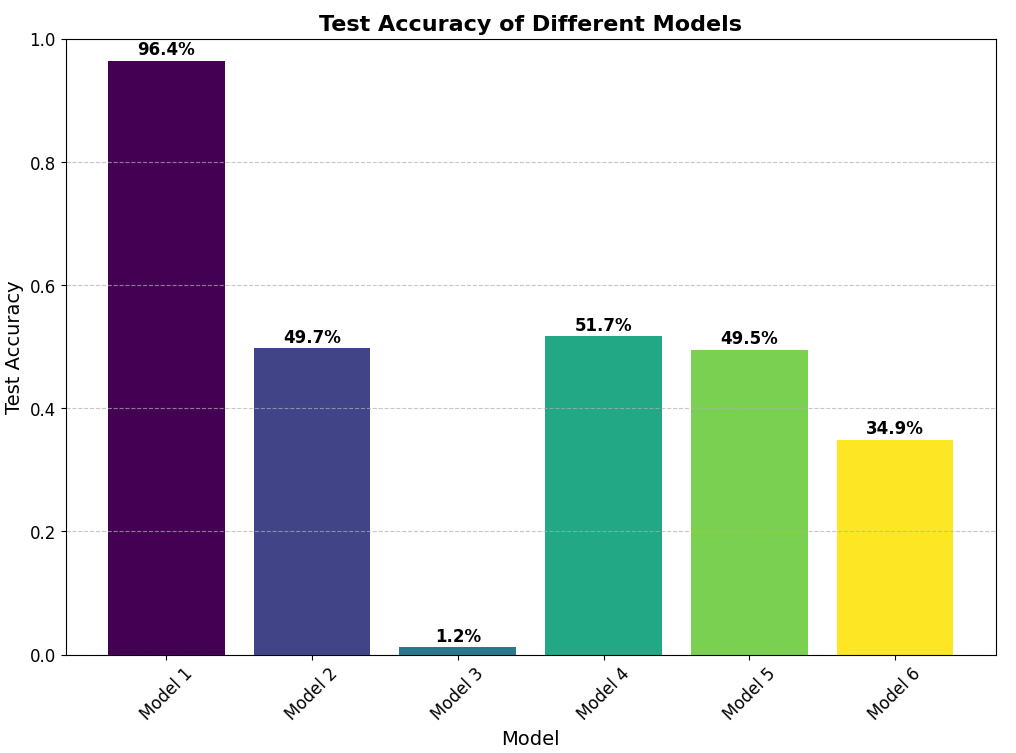 Test Accuracy of Different Models
1.0
0.8
0.6
0.4
0.2
0.0
Test Accuracy
96.4%
49.7%
1.2%
51.7%
49.5%
34.9%
Model 1
Model 2
Model 3
Model 4
Model 5
Model 6
Model